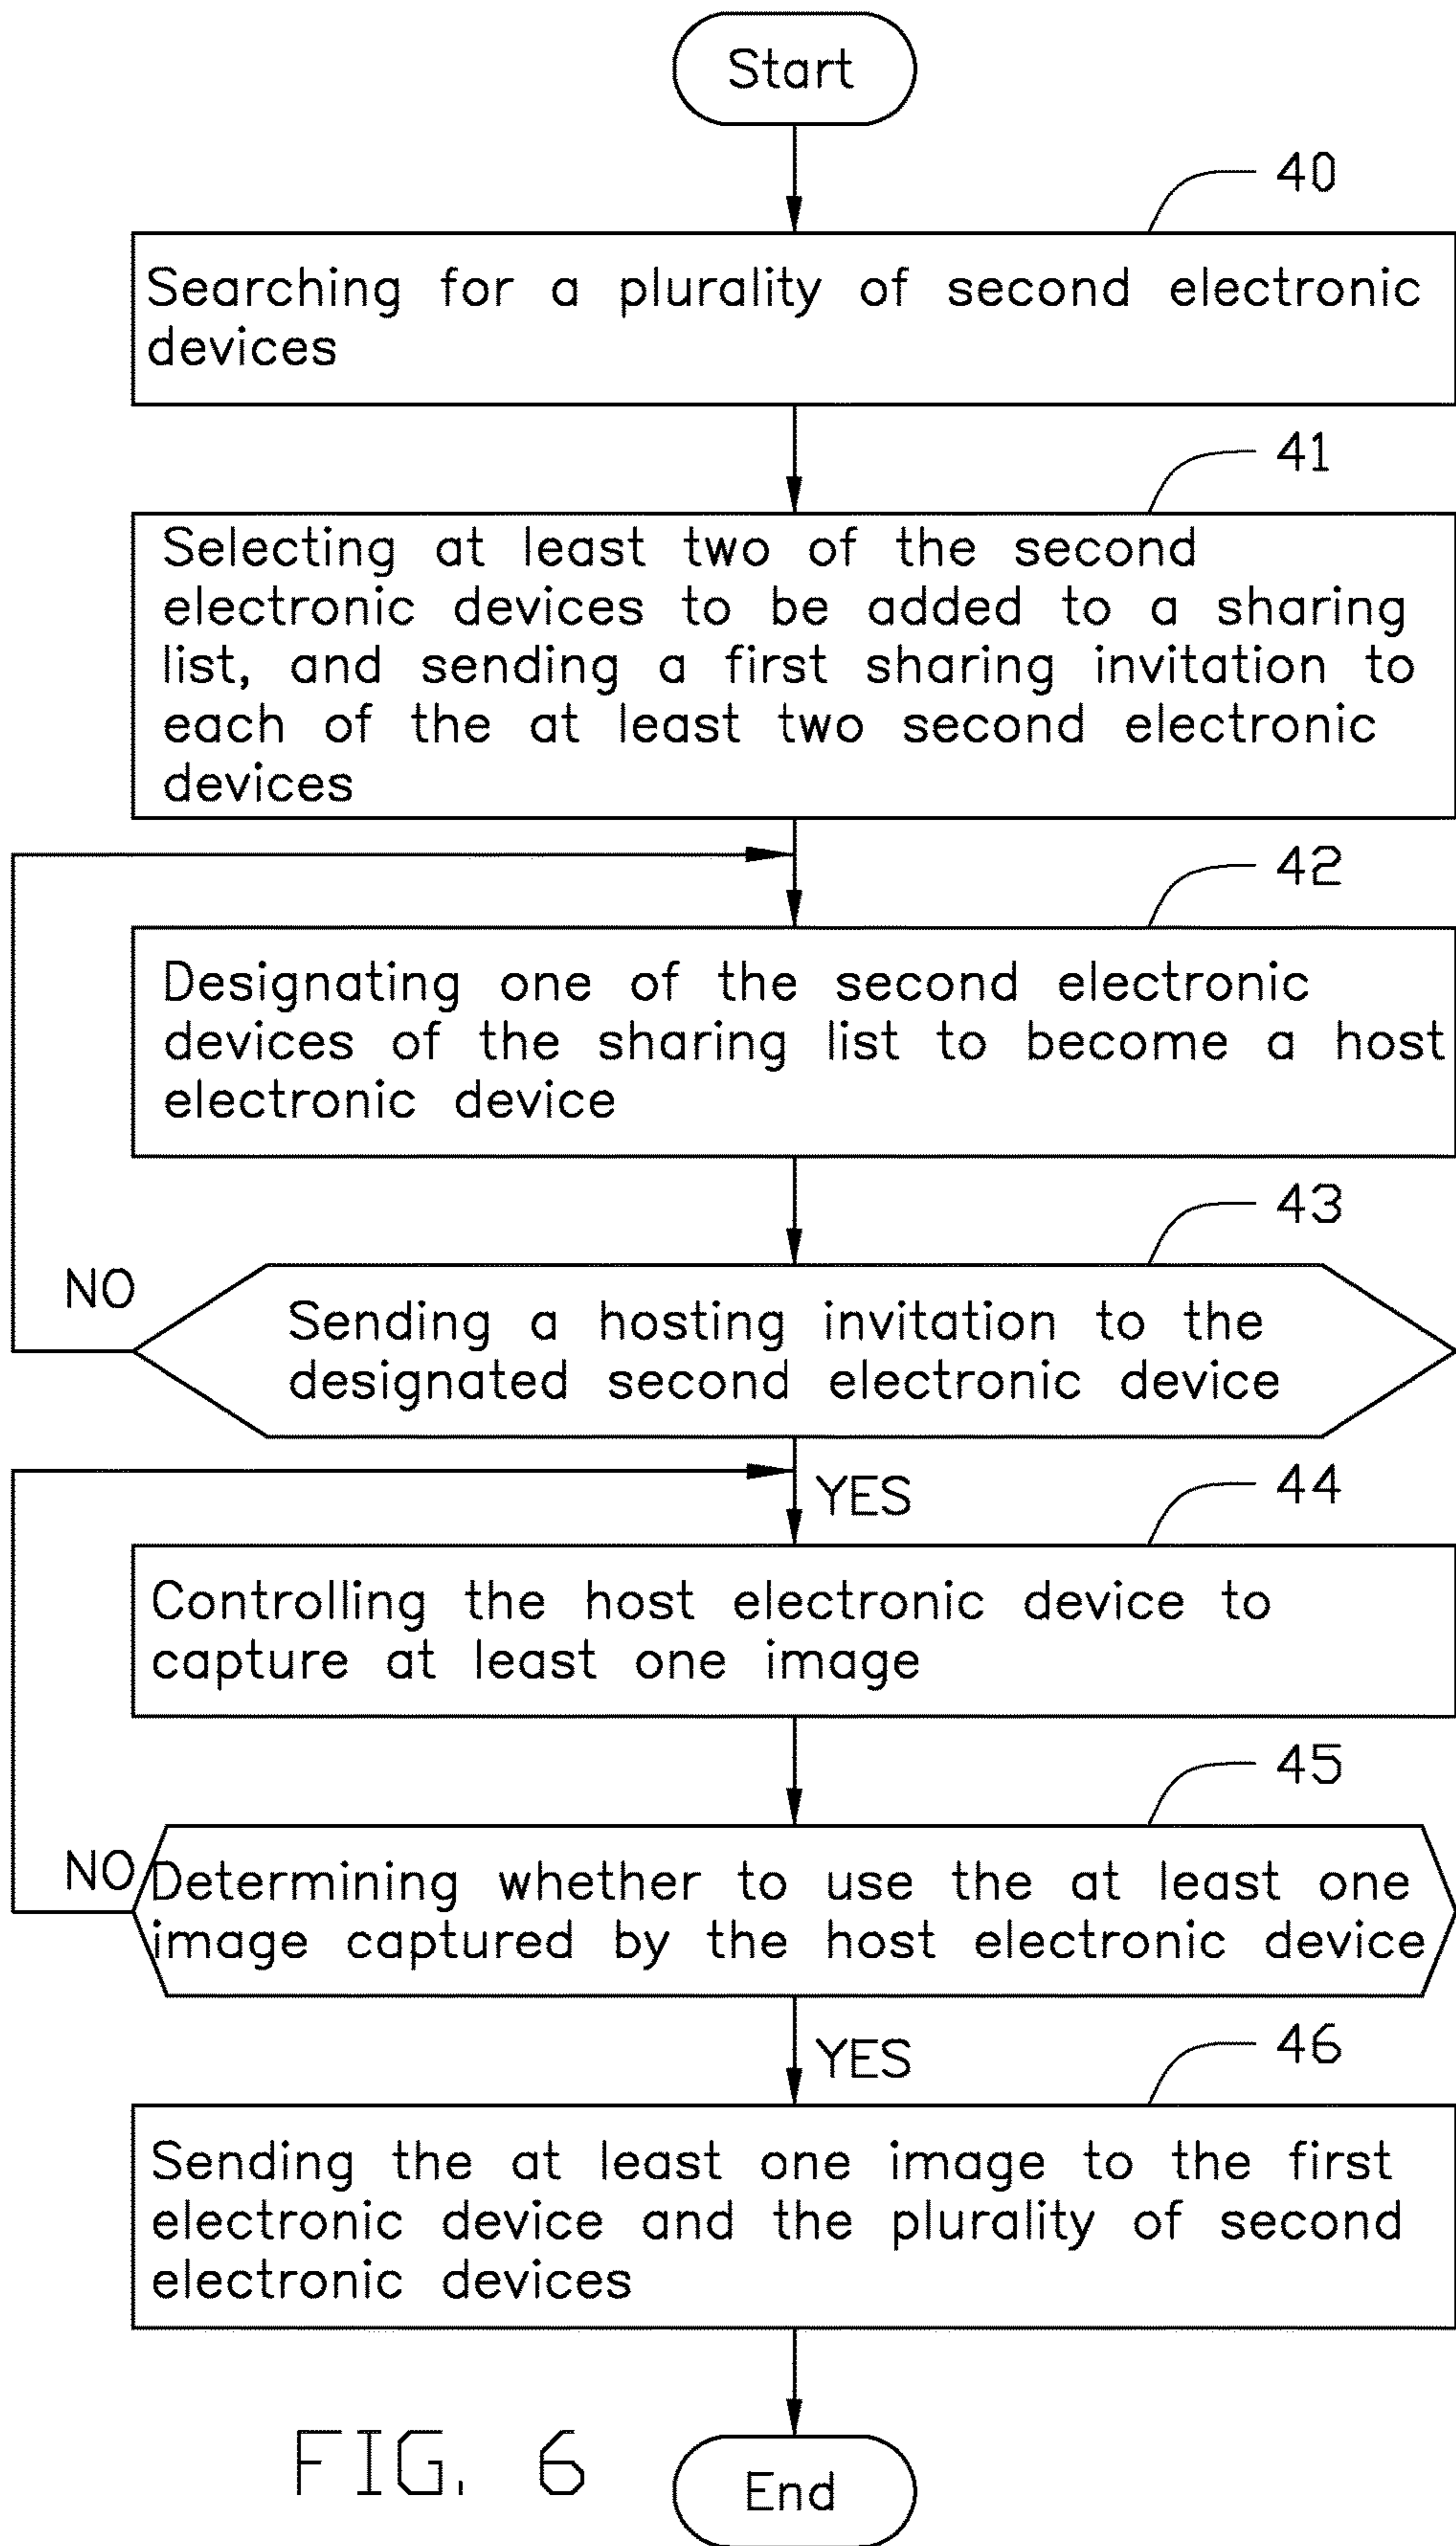 Start
40
Searching for a plurality of second electronic
devices
41
Selecting at least two of the second
electronic devices to be added to a sharing
list, and sending a first sharing invitation to
each of the at least two second electronic
devices
42
Designating one of the second electronic
devices of the sharing list to become a host
electronic device
43
NO
Sending a hosting invitation to the
designated second electronic device
YES
44
Controlling the host electronic device to
capture at least one image
45
NO
Determining whether to use the at least one
image captured by the host electronic device
YES
46
Sending the at least one image to the first
electronic device and the plurality of second
electronic devices
FIG. 6
End